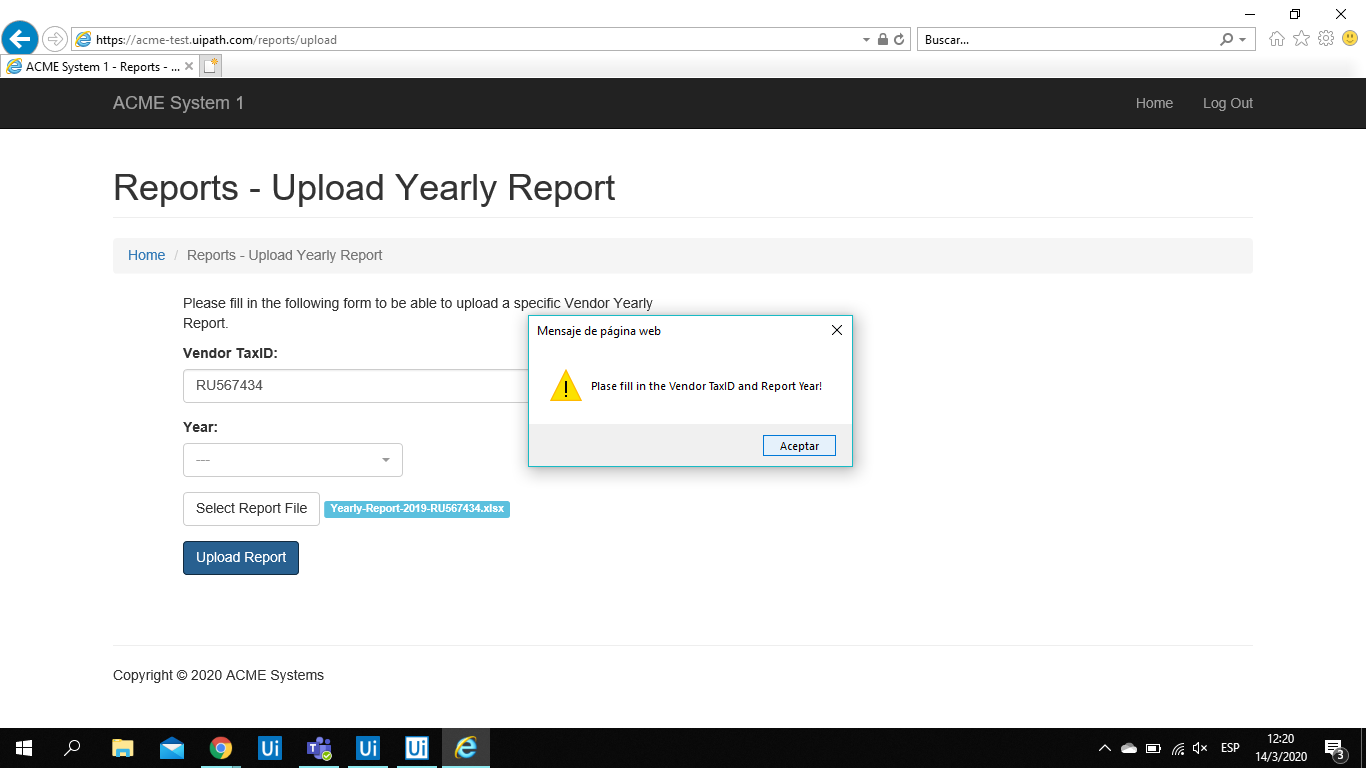 https://acme-test.uipath.com/reports/upload
Buscar...
ACME System 1 - Reports - ...
ACME System 1
Home
Log Out
Reports - Upload Yearly Report
Home / Reports - Upload Yearly Report
Please fill in the following form to be able to upload a specific Vendor Yearly
Report.
Vendor TaxID:
RU567434
Year:
---
Select Report File
Yearly-Report-2019-RU567434.xlsx
Upload Report
Mensaje de página web
Plase fill in the Vendor TaxID and Report Year!
Aceptar
Copyright © 2020 ACME Systems
Ui
Ui
Ui
ESP
12:20
14/3/2020
3